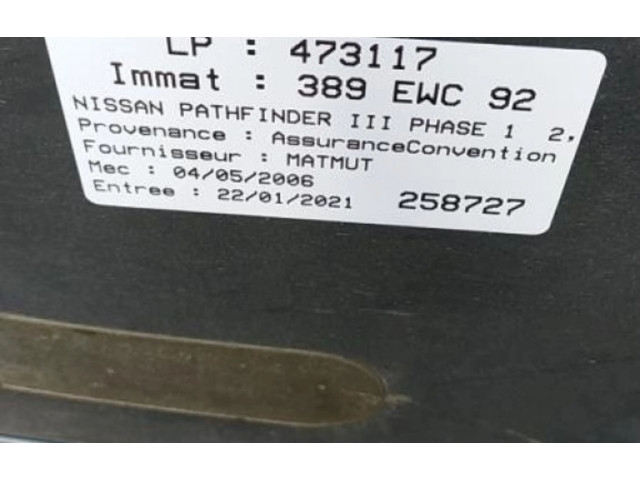 LP : 473117
Immat : 389 EWC 92
NISSAN PATHFINDER III PHASE 1 2.
Provenance : AssuranceConvention
Fournisseur : MATMUT
Mec : 04/05/2006
Entree : 22/01/2021 258727